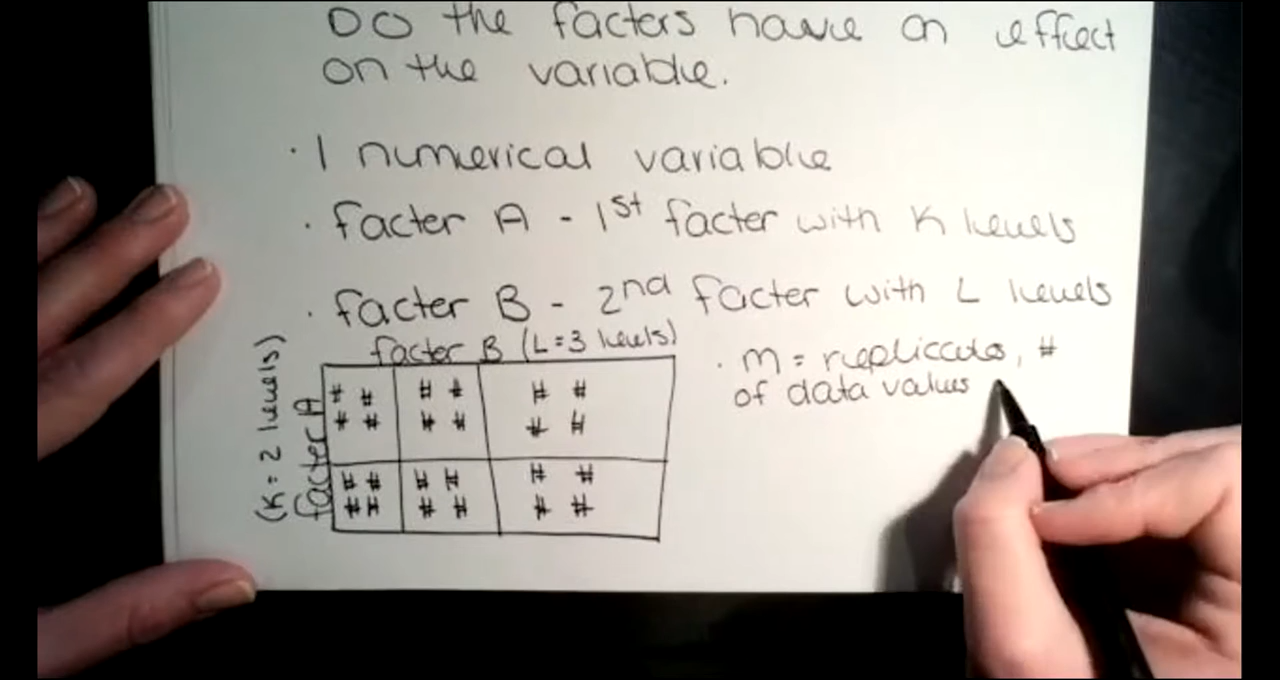 Do the facters have an effect
on the variable.
· 1 numerical variable
· facter A - 1st facter with K levels
· facter B - 2nd facter with L levels
facter B (L=3 levels)
(K = 2 levels)
facter A
# # # # # #
# # # # # #
# # # # # #
# # # # # #
· M = replicates, #
of data values